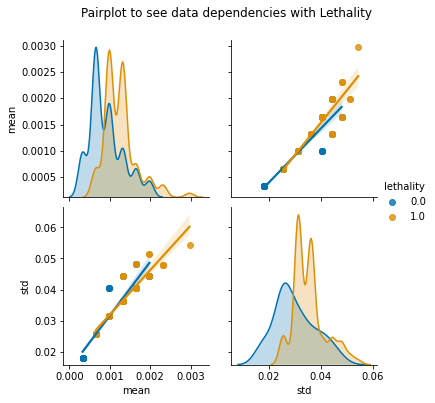 Pairplot to see data dependencies with Lethality
0.0030
0.0025
0.0020
0.0015
0.0010
0.0005
mean
lethality
0.0
1.0
0.06
0.05
0.04
0.03
0.02
std
0.000 0.001 0.002 0.003
mean
0.02 0.04 0.06
std